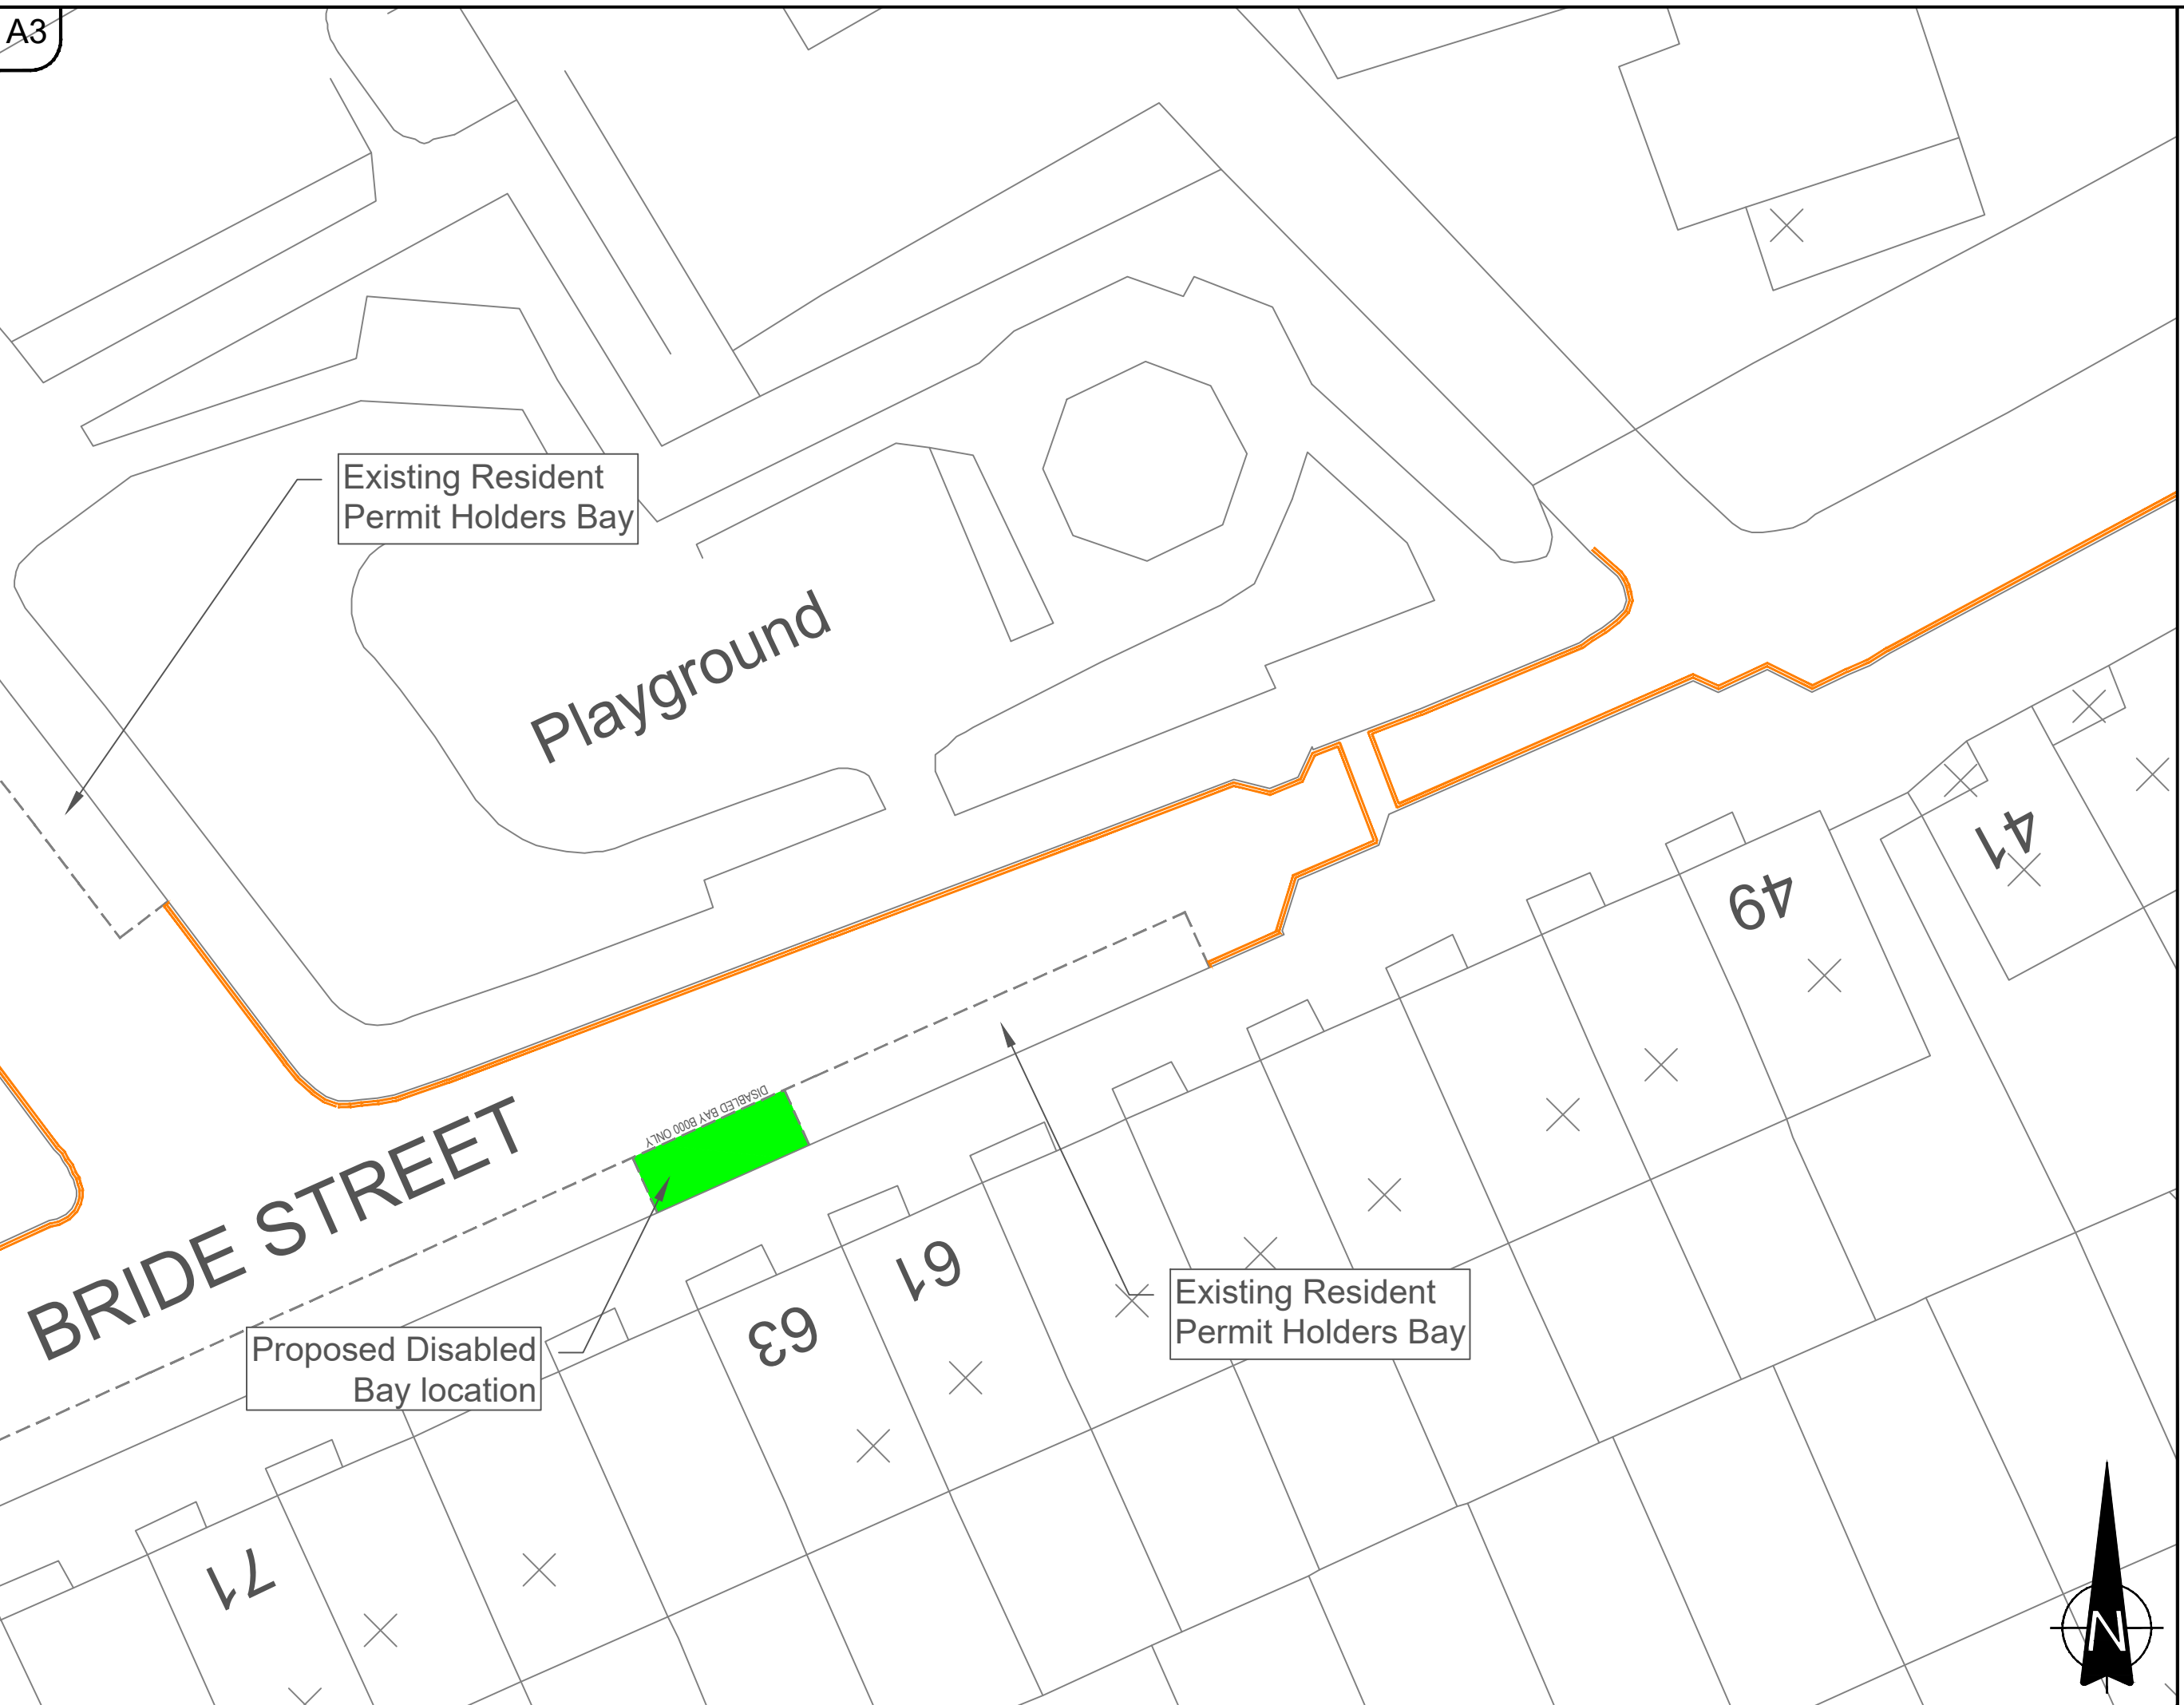 A3
Existing Resident
Permit Holders Bay
Playground
41
49
DISABLED BAY B000 ONLY
BRIDE STREET
61
63
Existing Resident
Permit Holders Bay
Proposed Disabled
Bay location
71
N